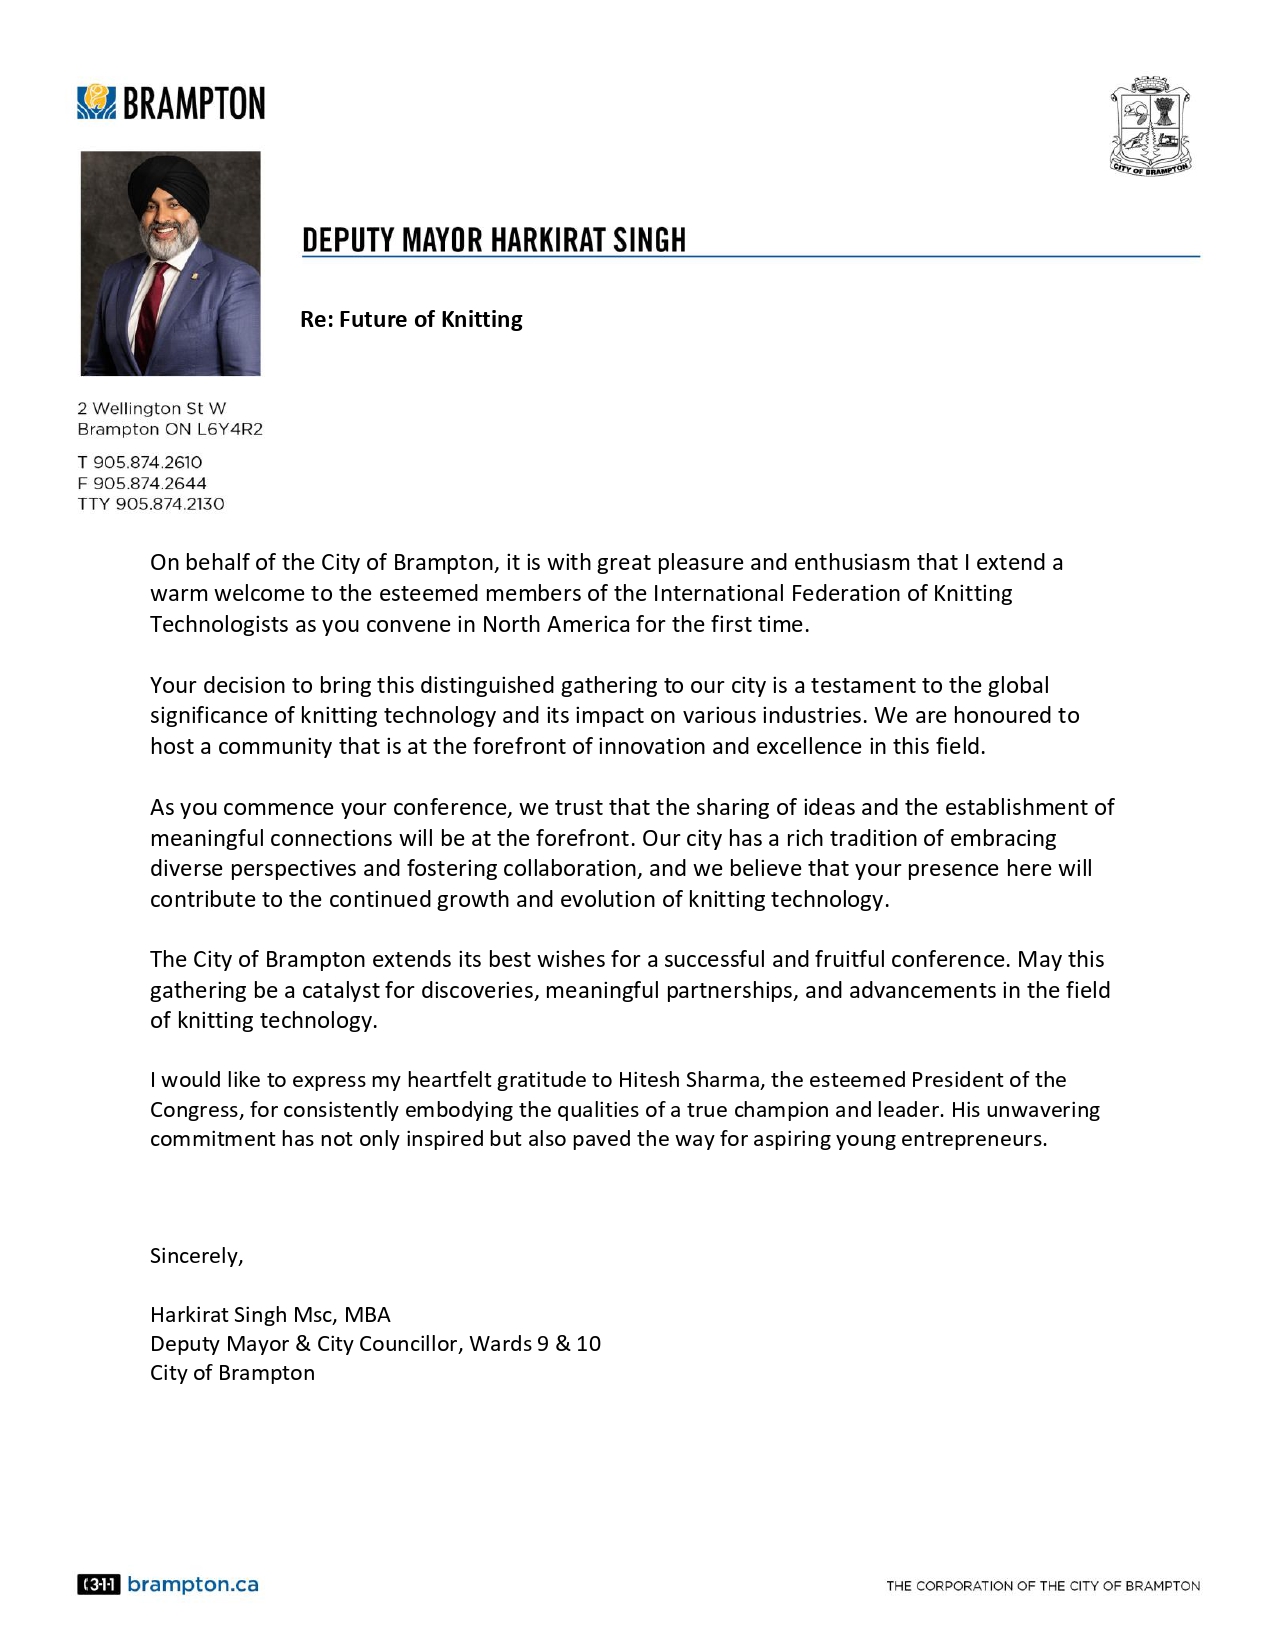 BRAMPTON
CITY OF BRAMPTON
DEPUTY MAYOR HARKIRAT SINGH
Re: Future of Knitting
2 Wellington St W
Brampton ON L6Y4R2
T 905.874.2610
F 905.874.2644
TTY 905.874.2130
On behalf of the City of Brampton, it is with great pleasure and enthusiasm that I extend a
warm welcome to the esteemed members of the International Federation of Knitting
Technologists as you convene in North America for the first time.
Your decision to bring this distinguished gathering to our city is a testament to the global
significance of knitting technology and its impact on various industries. We are honoured to
host a community that is at the forefront of innovation and excellence in this field.
As you commence your conference, we trust that the sharing of ideas and the establishment of
meaningful connections will be at the forefront. Our city has a rich tradition of embracing
diverse perspectives and fostering collaboration, and we believe that your presence here will
contribute to the continued growth and evolution of knitting technology.
The City of Brampton extends its best wishes for a successful and fruitful conference. May this
gathering be a catalyst for discoveries, meaningful partnerships, and advancements in the field
of knitting technology.
I would like to express my heartfelt gratitude to Hitesh Sharma, the esteemed President of the
Congress, for consistently embodying the qualities of a true champion and leader. His unwavering
commitment has not only inspired but also paved the way for aspiring young entrepreneurs.
Sincerely,
Harkirat Singh Msc, MBA
Deputy Mayor & City Councillor, Wards 9 & 10
City of Brampton
311 brampton.ca
THE CORPORATION OF THE CITY OF BRAMPTON